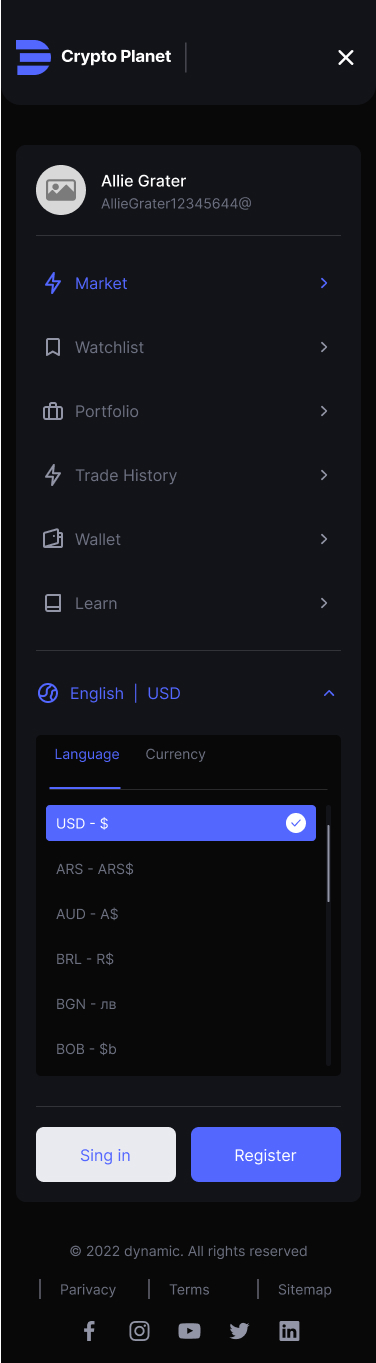 Crypto Planet
Allie Grater
AllieGrater12345644@
Market
Watchlist
Portfolio
Trade History
Wallet
Learn
English | USD
Language Currency
USD - $
ARS - ARS$
AUD - A$
BRL - R$
BGN - лв
BOB - $b
Sing in Register
© 2022 dynamic. All rights reserved
Parivacy Terms Sitemap